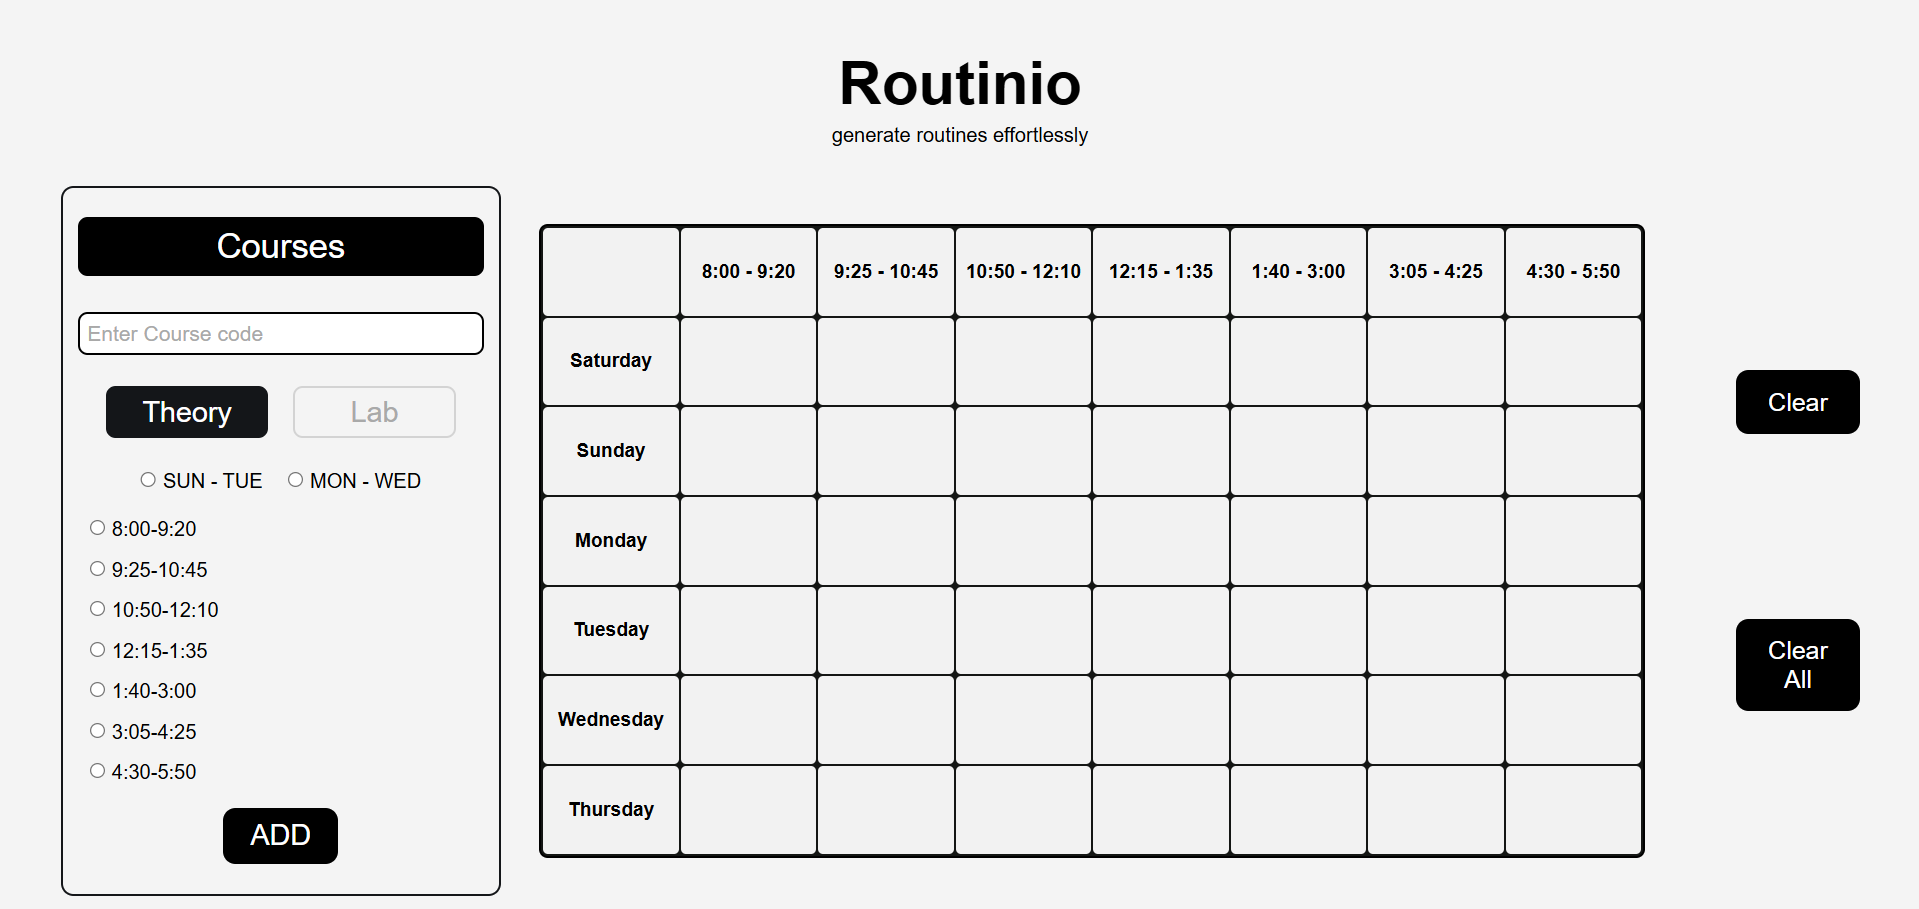 Routinio
generate routines effortlessly
Courses
Enter Course code
Theory Lab
SUN - TUE MON - WED
8:00-9:20
9:25-10:45
10:50-12:10
12:15-1:35
1:40-3:00
3:05-4:25
4:30-5:50
ADD
8:00 - 9:20 9:25 - 10:45 10:50 - 12:10 12:15 - 1:35 1:40 - 3:00 3:05 - 4:25 4:30 - 5:50
Saturday
Sunday
Monday
Tuesday
Wednesday
Thursday
Clear
Clear
All